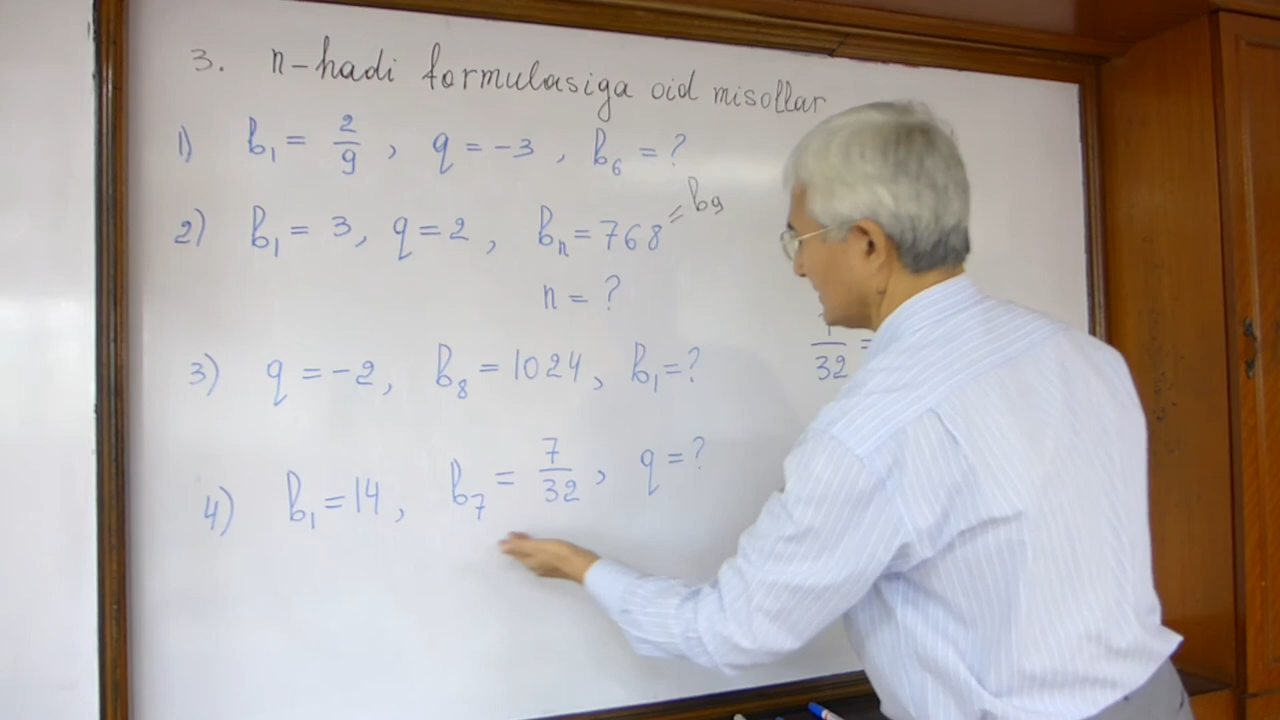 3. n-hadi formulasiga oid misollar
1) b₁ = 2/9, q = -3, b₆ = ?
2) b₁ = 3, q = 2, bₙ = 768 = b₉
n = ?
3) q = -2, b₈ = 1024, b₁ = ?
4) b₁ = 14, b₇ = 7/32, q = ?
32 =